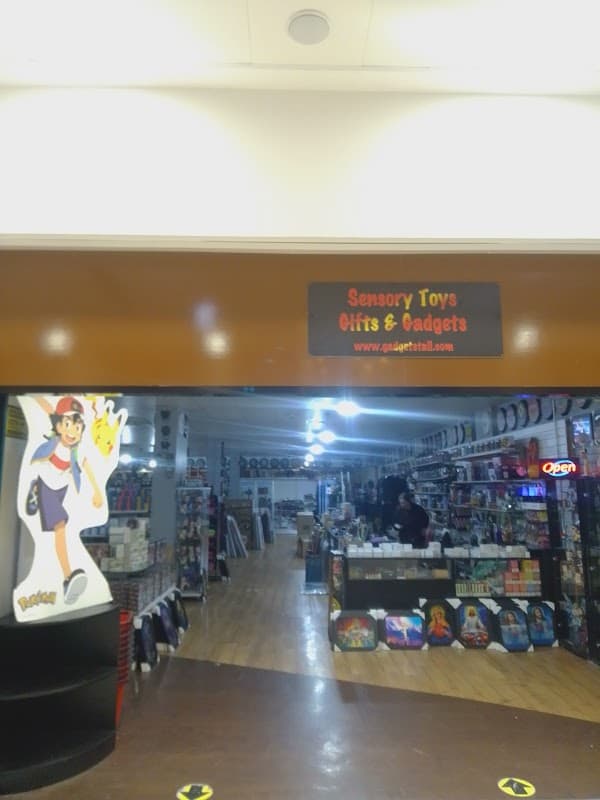 Sensory Toys
Gifts & Gadgets
www.gadgetstall.com
Open
Pokémon